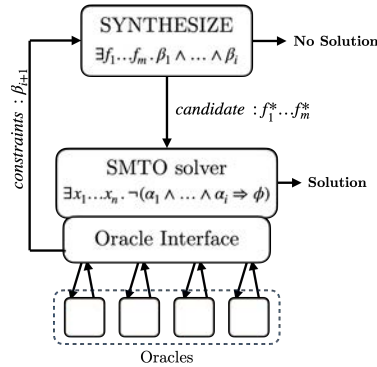 SYNTHESIZE
∃f₁…fₘ. β₁ ∧ … ∧ βᵢ
No Solution
constraints : βᵢ₊₁
candidate : f₁*…fₘ*
SMTO solver
∃x₁…xₙ. ¬(α₁ ∧ … ∧ αᵢ ⇒ ϕ)
Solution
Oracle Interface
Oracles